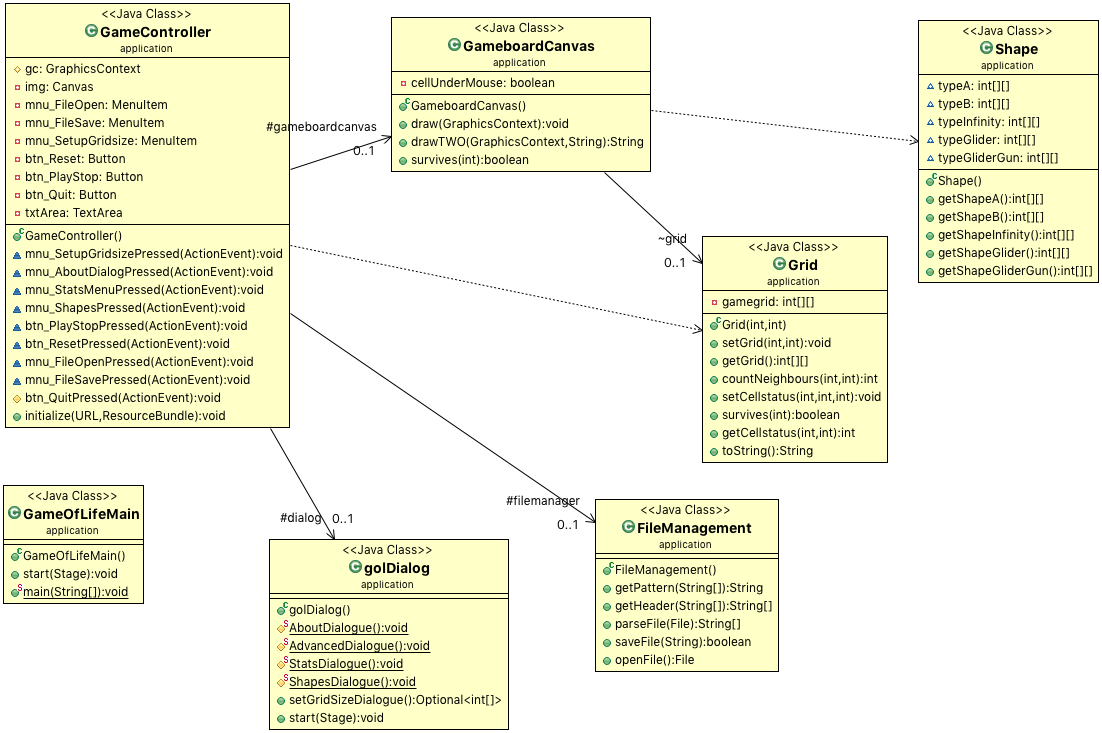 <<Java Class>>
GameController
application
gc: GraphicsContext
img: Canvas
mnu_FileOpen: MenuItem
mnu_FileSave: MenuItem
mnu_SetupGridsize: MenuItem
btn_Reset: Button
btn_PlayStop: Button
btn_Quit: Button
txtArea: TextArea
GameController()
mnu_SetupGridsizePressed(ActionEvent):void
mnu_AboutDialogPressed(ActionEvent):void
mnu_StatsMenuPressed(ActionEvent):void
mnu_ShapesPressed(ActionEvent):void
btn_PlayStopPressed(ActionEvent):void
btn_ResetPressed(ActionEvent):void
mnu_FileOpenPressed(ActionEvent):void
mnu_FileSavePressed(ActionEvent):void
btn_QuitPressed(ActionEvent):void
initialize(URL,ResourceBundle):void
#gameboardcanvas
0..1
<<Java Class>>
GameboardCanvas
application
cellUnderMouse: boolean
GameboardCanvas()
draw(GraphicsContext):void
drawTWO(GraphicsContext,String):String
survives(int):boolean
<<Java Class>>
Shape
application
typeA: int[][]
typeB: int[][]
typeInfinity: int[][]
typeGlider: int[][]
typeGliderGun: int[][]
Shape()
getShapeA():int[][]
getShapeB():int[][]
getShapeInfinity():int[][]
getShapeGlider():int[][]
getShapeGliderGun():int[][]
~grid
0..1
<<Java Class>>
Grid
application
gamegrid: int[][]
Grid(int,int)
setGrid(int,int):void
getGrid():int[][]
countNeighbours(int,int):int
setCellstatus(int,int,int):void
survives(int):boolean
getCellstatus(int,int):int
toString():String
<<Java Class>>
GameOfLifeMain
application
GameOfLifeMain()
start(Stage):void
main(String[]):void
#dialog
0..1
<<Java Class>>
golDialog
application
golDialog()
AboutDialogue():void
AdvancedDialogue():void
StatsDialogue():void
ShapesDialogue():void
setGridSizeDialogue():Optional<int[]>
start(Stage):void
#filemanager
0..1
<<Java Class>>
FileManagement
application
FileManagement()
getPattern(String[]):String
getHeader(String[]):String[]
parseFile(File):String[]
saveFile(String):boolean
openFile():File